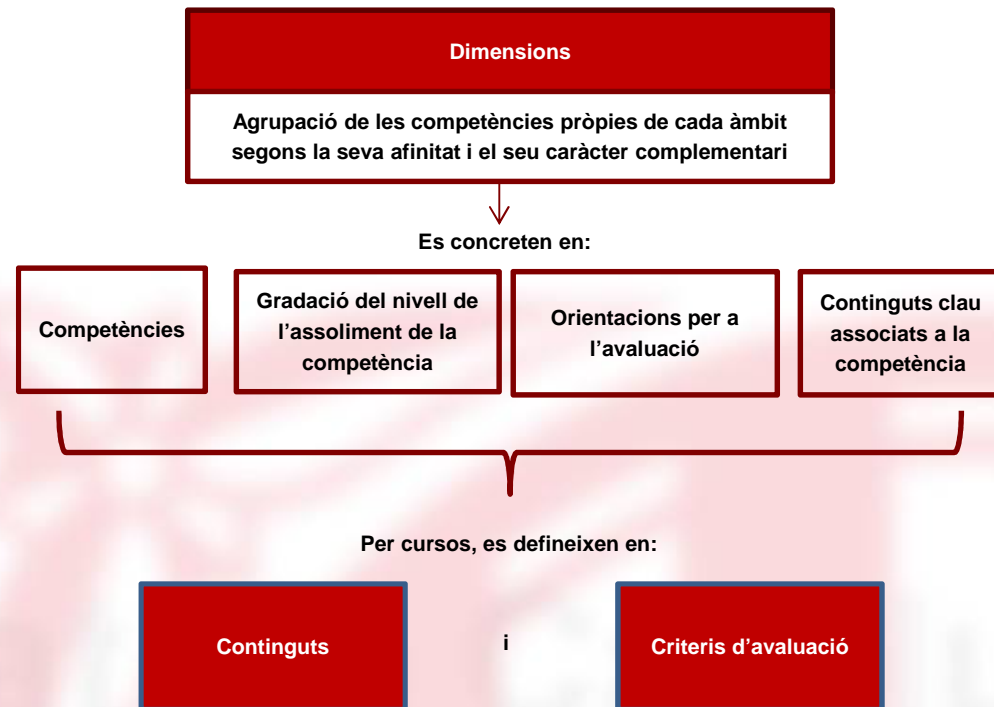 Dimensions
Agrupació de les competències pròpies de cada àmbit
segons la seva afinitat i el seu caràcter complementari
Es concreten en:
Competències
Gradació del nivell de
l’assoliment de la
competència
Orientacions per a
l’avaluació
Continguts clau
associats a la
competència
Per cursos, es defineixen en:
Continguts
i
Criteris d’avaluació